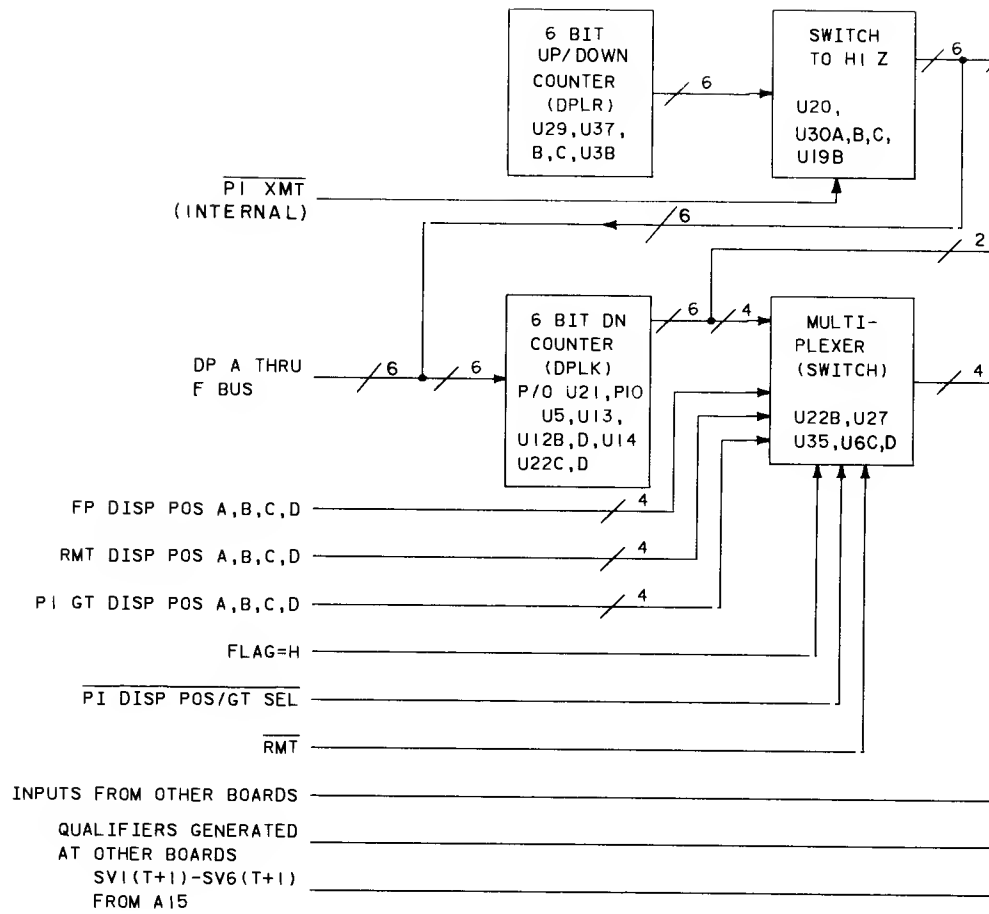 6 BIT
UP/DOWN
COUNTER
(DPLR)
U29,U37,
B,C,U3B
6
SWITCH
TO HI Z
U20,
U30A,B,C,
U19B
6
PI XMT
(INTERNAL)
6
2
6 BIT DN
COUNTER
(DPLK)
P/O U21,P10
U5,U13,
U12B,D,U14
U22C,D
6
4
MULTI-
PLEXER
(SWITCH)
U22B,U27
U35,U6C,D
4
DP A THRU
F BUS
6
6
FP DISP POS A,B,C,D
4
RMT DISP POS A,B,C,D
4
PI GT DISP POS A,B,C,D
4
FLAG=H
PI DISP POS/GT SEL
RMT
INPUTS FROM OTHER BOARDS
QUALIFIERS GENERATED
AT OTHER BOARDS
SV1(T+1)-SV6(T+1)
FROM A15